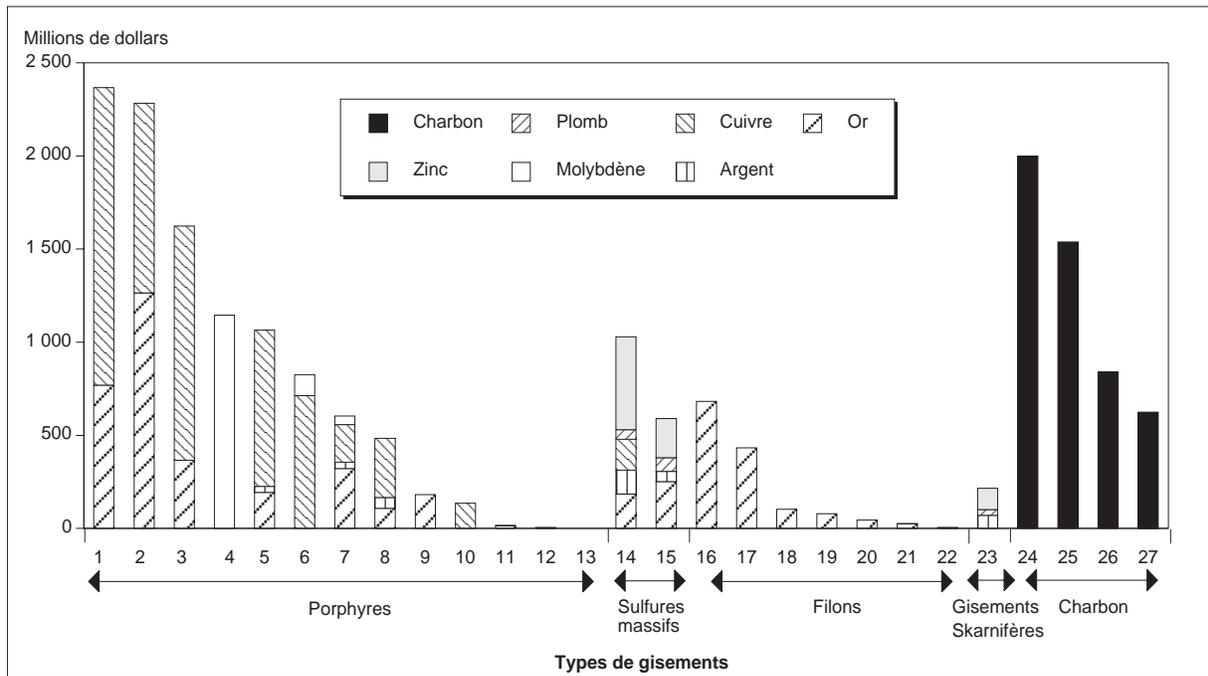 Millions de dollars
2 500
2 000
1 500
1 000
500
0
Charbon Plomb Cuivre Or
Zinc Molybdène Argent
1 2 3 4 5 6 7 8 9 10 11 12 13 14 15 16 17 18 19 20 21 22 23 24 25 26 27
Porphyres Sulfures massifs Filons Gisements Skarnifères Charbon
Types de gisements